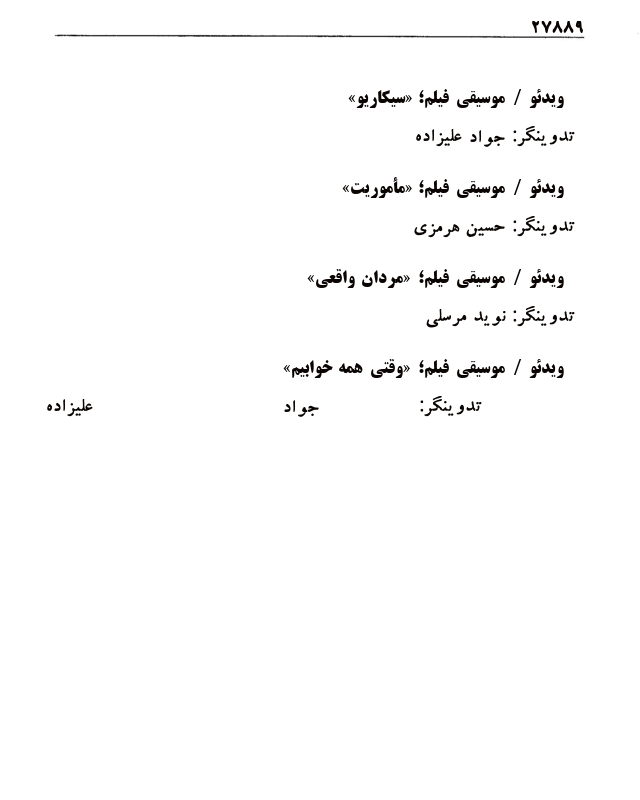 ۲۷۸۸۹
ویدئو / موسیقی فیلم؛ «سیکاریو»
تدوینگر: جواد علیزاده
ویدئو / موسیقی فیلم؛ «مأموریت»
تدوینگر: حسین هرمزی
ویدئو / موسیقی فیلم؛ «مردان واقعی»
تدوینگر: نوید مرسلی
ویدئو / موسیقی فیلم؛ «وقتی همه خوابیم»
تدوینگر: جواد علیزاده